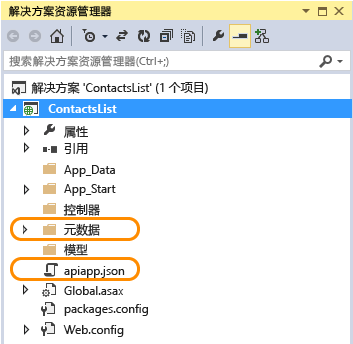 解决方案资源管理器
搜索解决方案资源管理器(Ctrl+;)
解决方案 'ContactsList' (1 个项目)
ContactsList
属性
引用
App_Data
App_Start
控制器
元数据
模型
apiapp.json
Global.asax
packages.config
Web.config